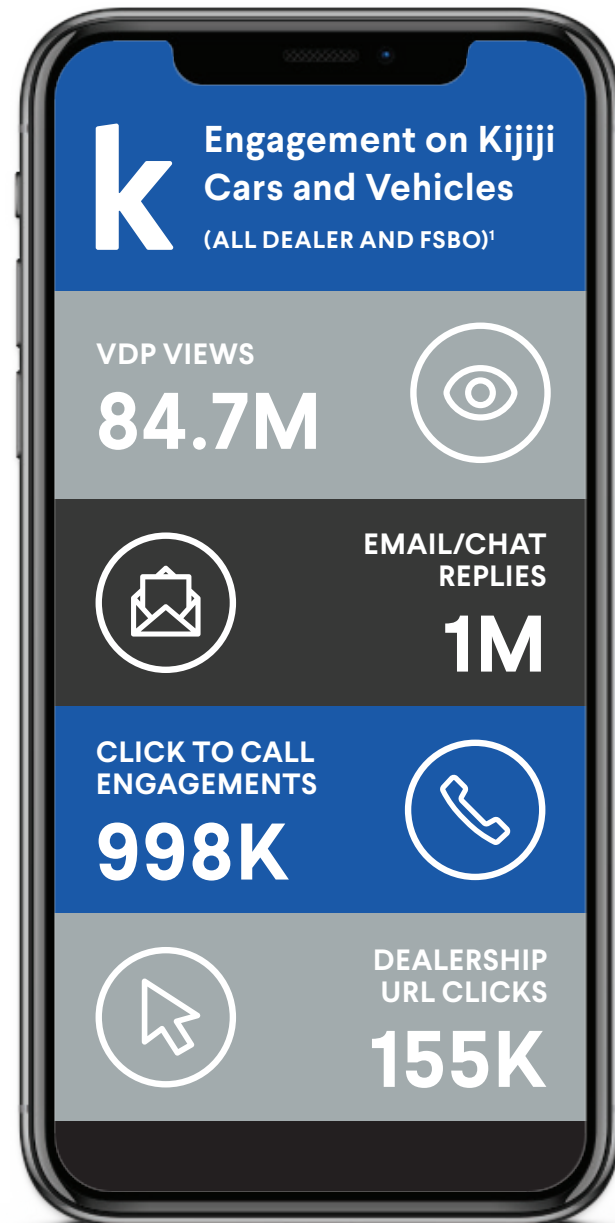 k
Engagement on Kijiji
Cars and Vehicles
(ALL DEALER AND FSBO)¹
VDP VIEWS
84.7M
EMAIL/CHAT
REPLIES
1M
CLICK TO CALL
ENGAGEMENTS
998K
DEALERSHIP
URL CLICKS
155K